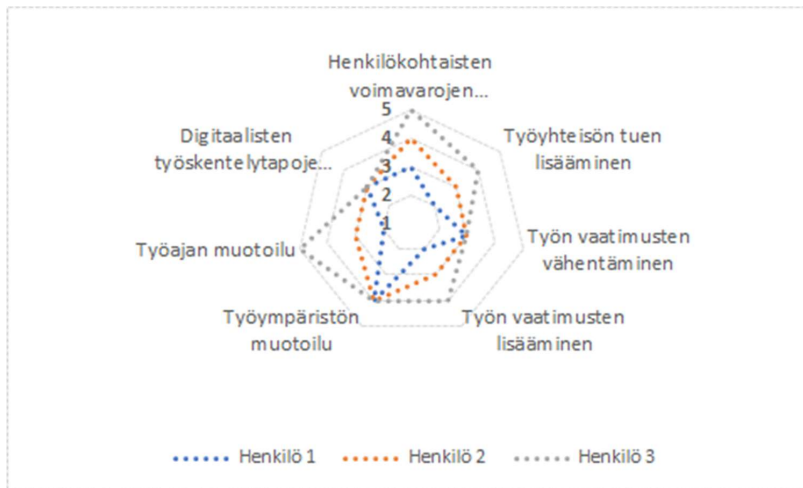 Henkilökohtaisten
voimavarojen...
5
4
3
2
1
Työyhteisön tuen
lisääminen
Työn vaatimusten
vähentäminen
Työn vaatimusten
lisääminen
Työympäristön
muotoilu
Työajan muotoilu
Digitaalisten
työskentelytapoje...
Henkilö 1
Henkilö 2
Henkilö 3